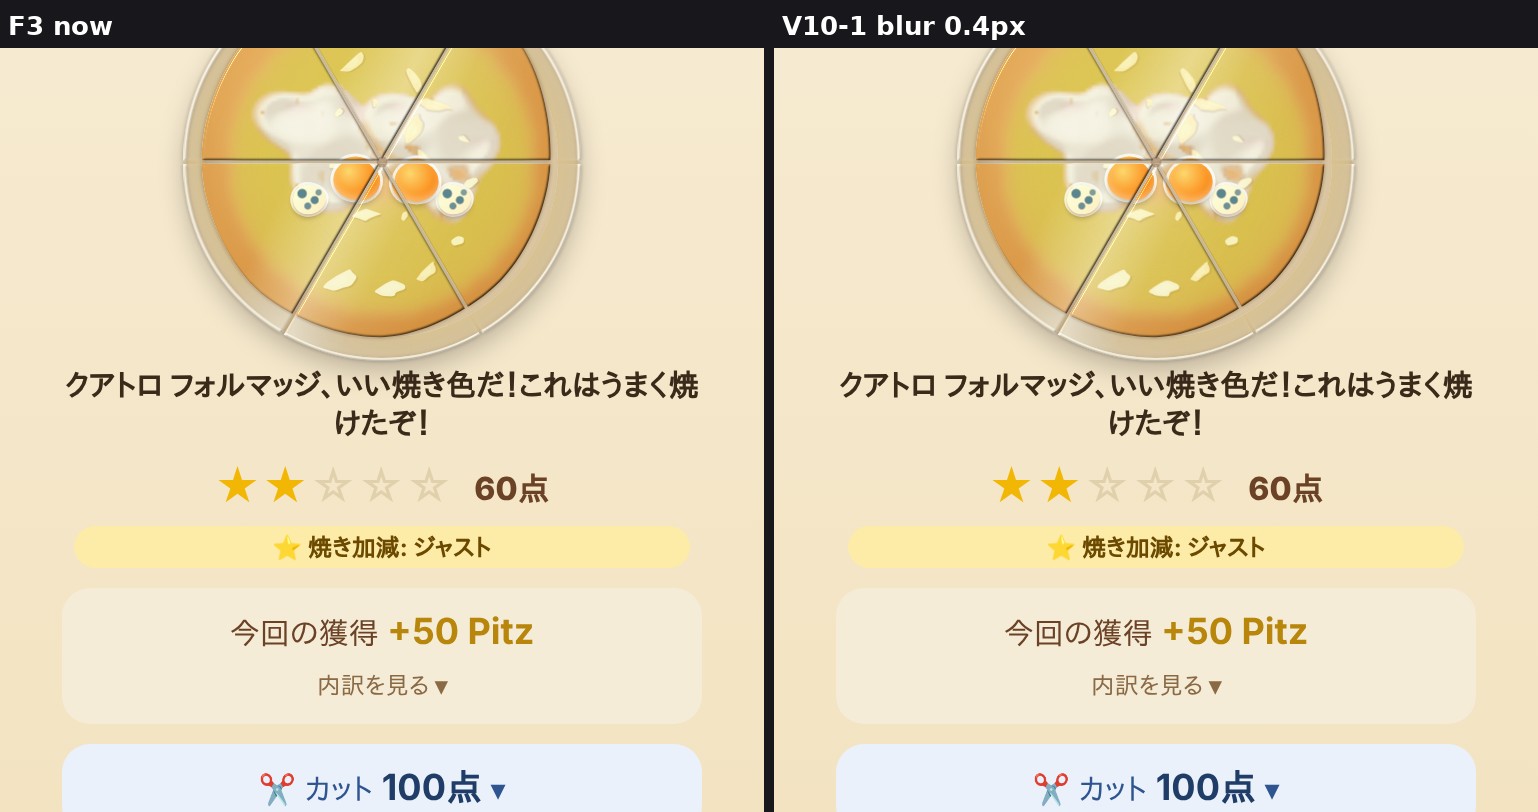 F3 now
クアトロ フォルマッジ、いい焼き色だ！これはうまく焼
けたぞ！
★★☆☆☆ 60点
⭐ 焼き加減: ジャスト
今回の獲得 +50 Pitz
内訳を見る ▼
✂️ カット 100点 ▼
V10-1 blur 0.4px
クアトロ フォルマッジ、いい焼き色だ！これはうまく焼
けたぞ！
★★☆☆☆ 60点
⭐ 焼き加減: ジャスト
今回の獲得 +50 Pitz
内訳を見る ▼
✂️ カット 100点 ▼